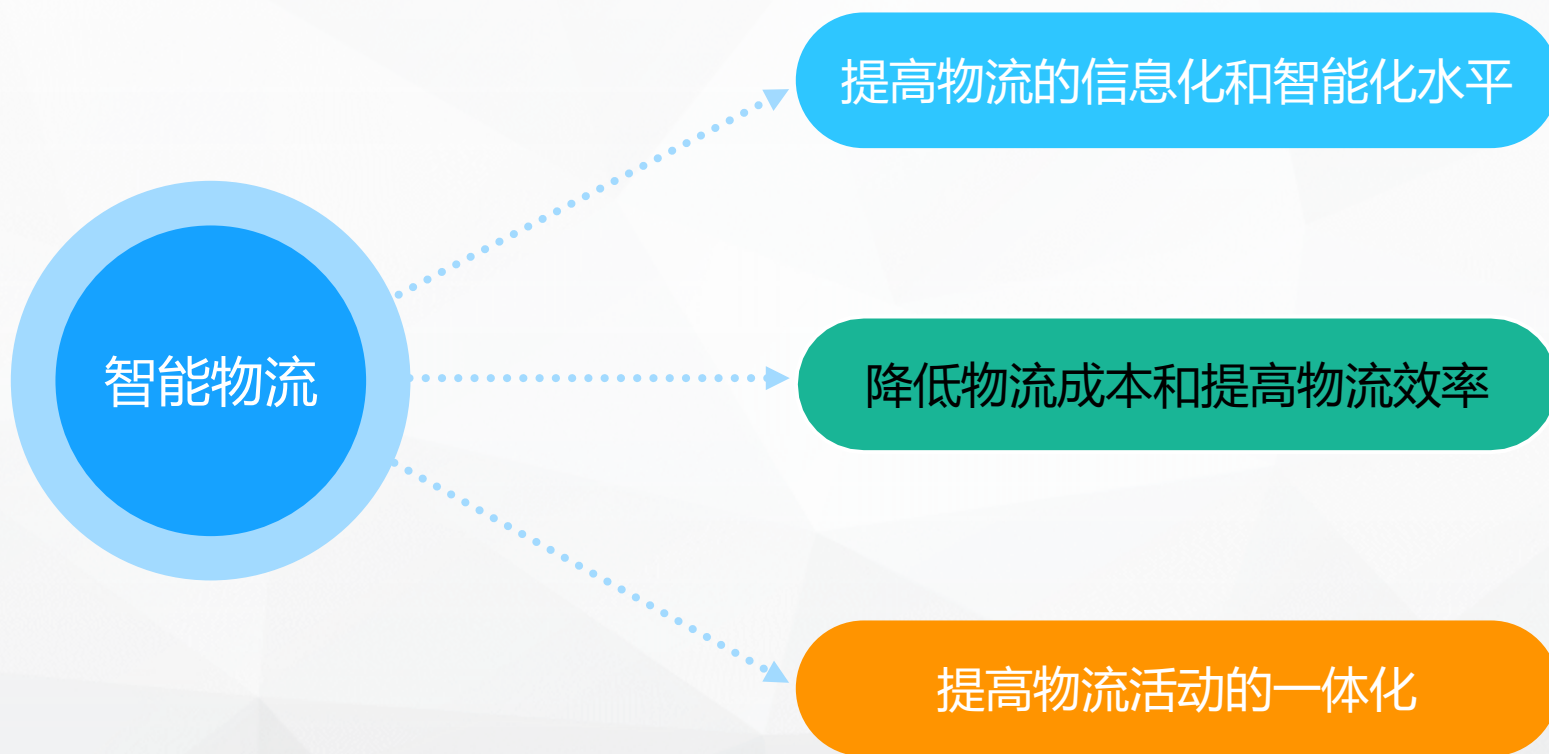 提高物流的信息化和智能化水平
智能物流
降低物流成本和提高物流效率
提高物流活动的一体化